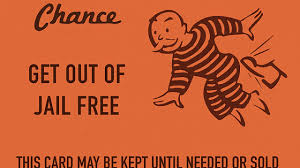 Chance
GET OUT OF
JAIL FREE
THIS CARD MAY BE KEPT UNTIL NEEDED OR SOLD